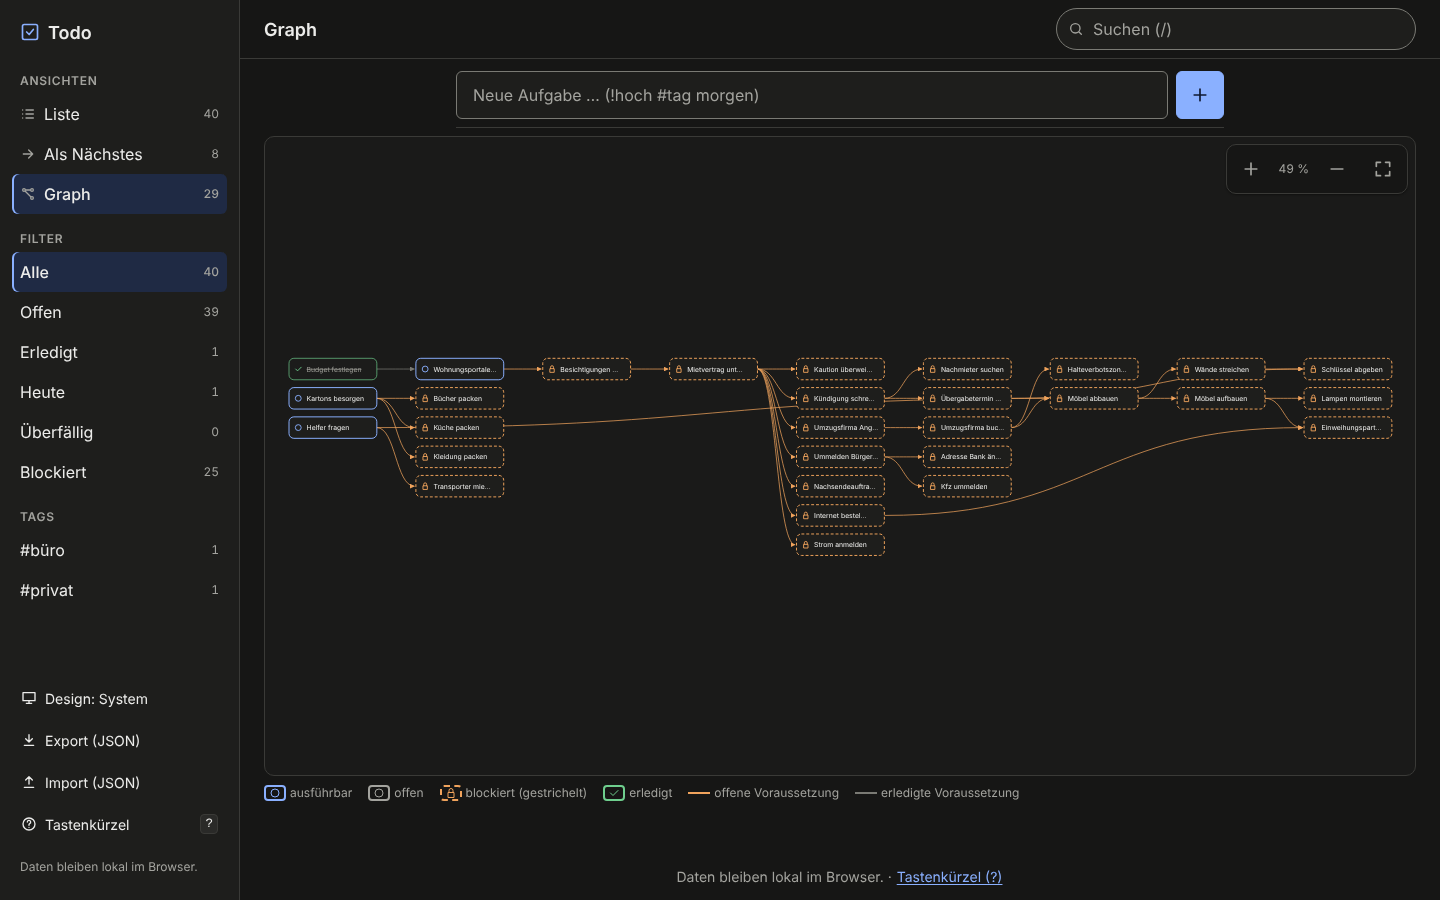 Todo
ANSICHTEN
Liste 40
Als Nächstes 8
Graph 29
FILTER
Alle 40
Offen 39
Erledigt 1
Heute 1
Überfällig 0
Blockiert 25
TAGS
#büro 1
#privat 1
Design: System
Export (JSON)
Import (JSON)
Tastenkürzel ?
Daten bleiben lokal im Browser.
Graph
Suchen (/)
Neue Aufgabe ... (!hoch #tag morgen)
49 %
Budget festlegen
Wohnungsportale...
Besichtigungen ...
Mietvertrag unt...
Kaution überwei...
Nachmieter suchen
Halteverbotszon...
Wände streichen
Schlüssel abgeben
Kartons besorgen
Bücher packen
Kündigung schre...
Übergabetermin ...
Möbel abbauen
Möbel aufbauen
Lampen montieren
Helfer fragen
Küche packen
Umzugsfirma Ang...
Umzugsfirma buc...
Einweihungspart...
Kleidung packen
Ummelden Bürger...
Adresse Bank än...
Transporter mie...
Nachsendeauftra...
Kfz ummelden
Internet bestel...
Strom anmelden
ausführbar offen blockiert (gestrichelt) erledigt offene Voraussetzung erledigte Voraussetzung
Daten bleiben lokal im Browser. · Tastenkürzel (?)